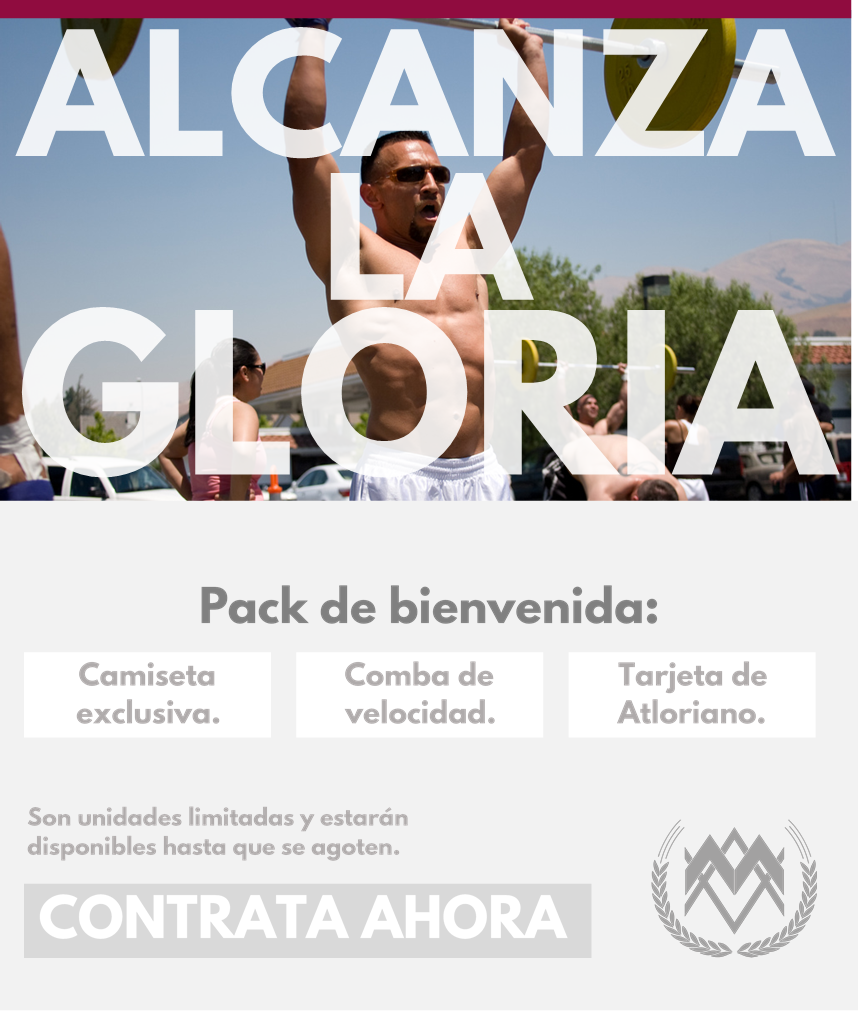 ALCANZA
LA
GLORIA
Pack de bienvenida:
Camiseta
exclusiva.
Comba de
velocidad.
Tarjeta de
Atloriano.
Son unidades limitadas y estarán
disponibles hasta que se agoten.
CONTRATA AHORA